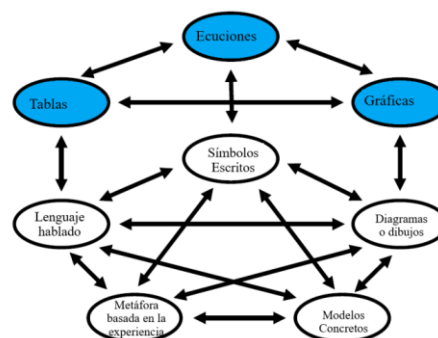 Ecuciones
Tablas
Gráficas
Símbolos
Escritos
Lenguaje
hablado
Diagramas
o dibujos
Metáfora
basada en la
experiencia
Modelos
Concretos